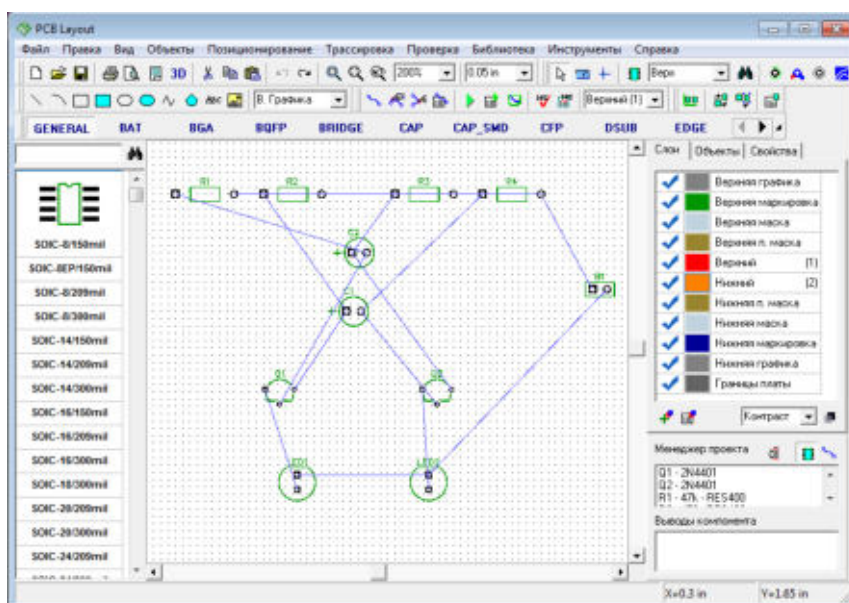 PCB Layout
Файл Правка Вид Объекты Позиционирование Трассировка Проверка Библиотека Инструменты Справка
3D 200% 0.05 in Верх
ABC В. Графика Верхний (1)
GENERAL BAT BGA BQFP BRIDGE CAP CAP_SMD CFP DSUB EDGE
Слои Объекты Свойства
SOIC-8/150mil
SOIC-8EP/150mil
SOIC-8/209mil
SOIC-8/300mil
SOIC-14/150mil
SOIC-14/209mil
SOIC-14/300mil
SOIC-16/150mil
SOIC-16/209mil
SOIC-16/300mil
SOIC-18/300mil
SOIC-20/209mil
SOIC-20/300mil
SOIC-24/209mil
R1 R2 R3 R4
C1
Q1
Верхняя графика
Верхняя маркировка
Верхняя маска
Верхняя п. маска
Верхний (1)
Нижний (2)
Нижняя п. маска
Нижняя маска
Нижняя маркировка
Нижняя графика
Границы платы
Контраст
Менеджер проекта
Q1 - 2N4401
Q2 - 2N4401
R1 - 47k - RES400
Выводы компонента
X=0.3 in Y=1.85 in